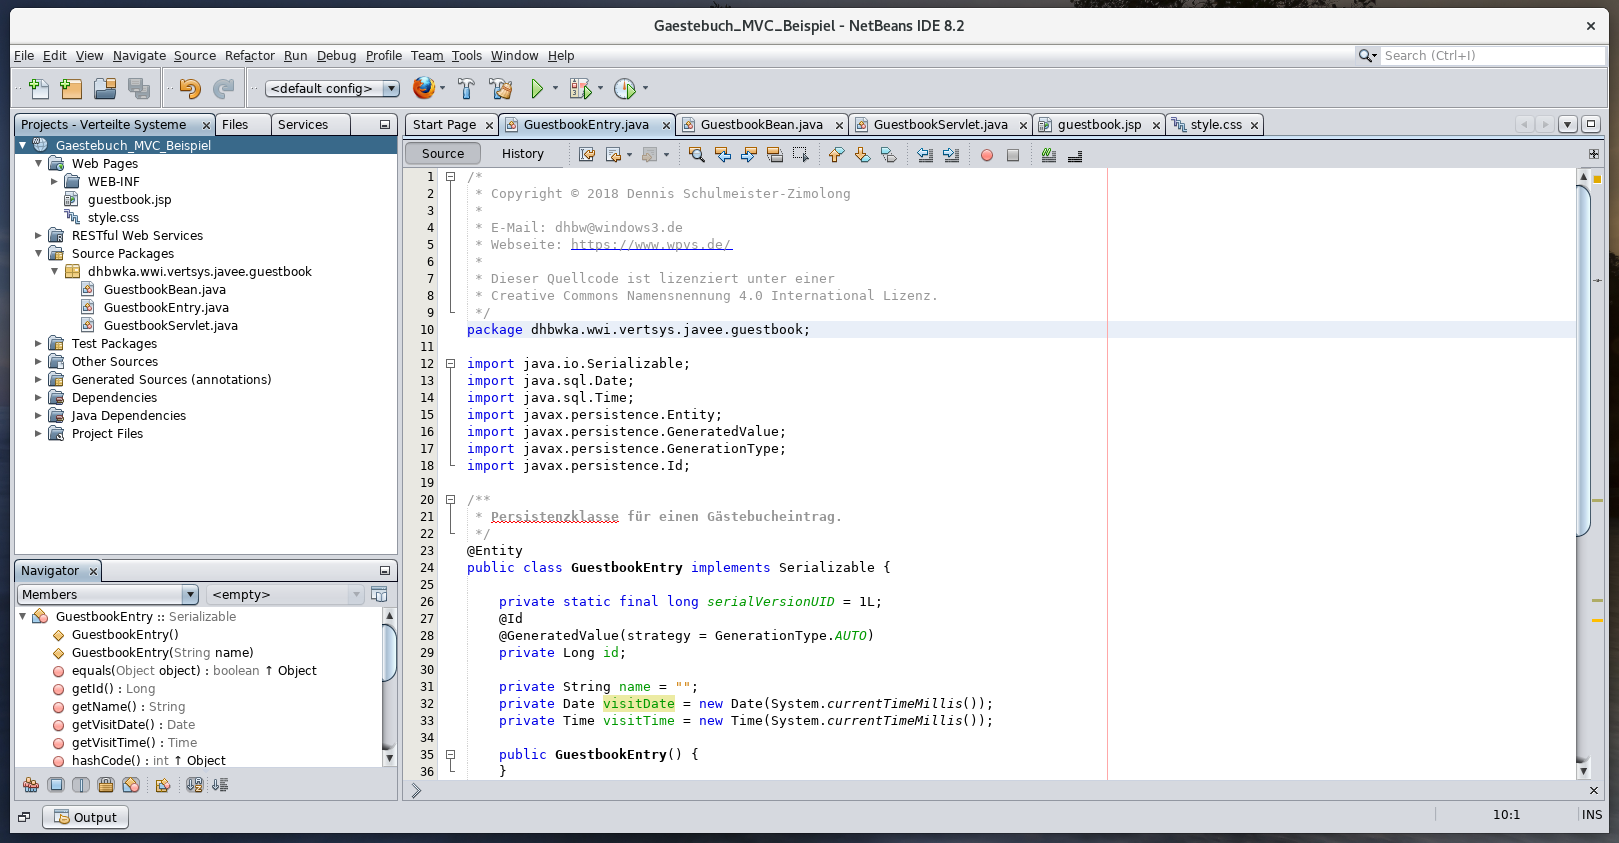 Gaestebuch_MVC_Beispiel - NetBeans IDE 8.2
File Edit View Navigate Source Refactor Run Debug Profile Team Tools Window Help
Search (Ctrl+I)
<default config>
Projects - Verteilte Systeme
Files
Services
Gaestebuch_MVC_Beispiel
Web Pages
WEB-INF
guestbook.jsp
style.css
RESTful Web Services
Source Packages
dhbwka.wwi.vertsys.javee.guestbook
GuestbookBean.java
GuestbookEntry.java
GuestbookServlet.java
Test Packages
Other Sources
Generated Sources (annotations)
Dependencies
Java Dependencies
Project Files
Navigator
Members
<empty>
GuestbookEntry :: Serializable
GuestbookEntry()
GuestbookEntry(String name)
equals(Object object) : boolean ↑ Object
getId() : Long
getName() : String
getVisitDate() : Date
getVisitTime() : Time
hashCode() : int ↑ Object
Start Page
GuestbookEntry.java
GuestbookBean.java
GuestbookServlet.java
guestbook.jsp
style.css
Source
History
1 /*
2  * Copyright © 2018 Dennis Schulmeister-Zimolong
3  *
4  * E-Mail: dhbw@windows3.de
5  * Webseite: https://www.wpvs.de/
6  *
7  * Dieser Quellcode ist lizenziert unter einer
8  * Creative Commons Namensnennung 4.0 International Lizenz.
9  */
10 package dhbwka.wwi.vertsys.javee.guestbook;
11
12 import java.io.Serializable;
13 import java.sql.Date;
14 import java.sql.Time;
15 import javax.persistence.Entity;
16 import javax.persistence.GeneratedValue;
17 import javax.persistence.GenerationType;
18 import javax.persistence.Id;
19
20 /**
21  * Persistenzklasse für einen Gästebucheintrag.
22  */
23 @Entity
24 public class GuestbookEntry implements Serializable {
25
26     private static final long serialVersionUID = 1L;
27     @Id
28     @GeneratedValue(strategy = GenerationType.AUTO)
29     private Long id;
30
31     private String name = "";
32     private Date visitDate = new Date(System.currentTimeMillis());
33     private Time visitTime = new Time(System.currentTimeMillis());
34
35     public GuestbookEntry() {
36     }
Output
10:1
INS